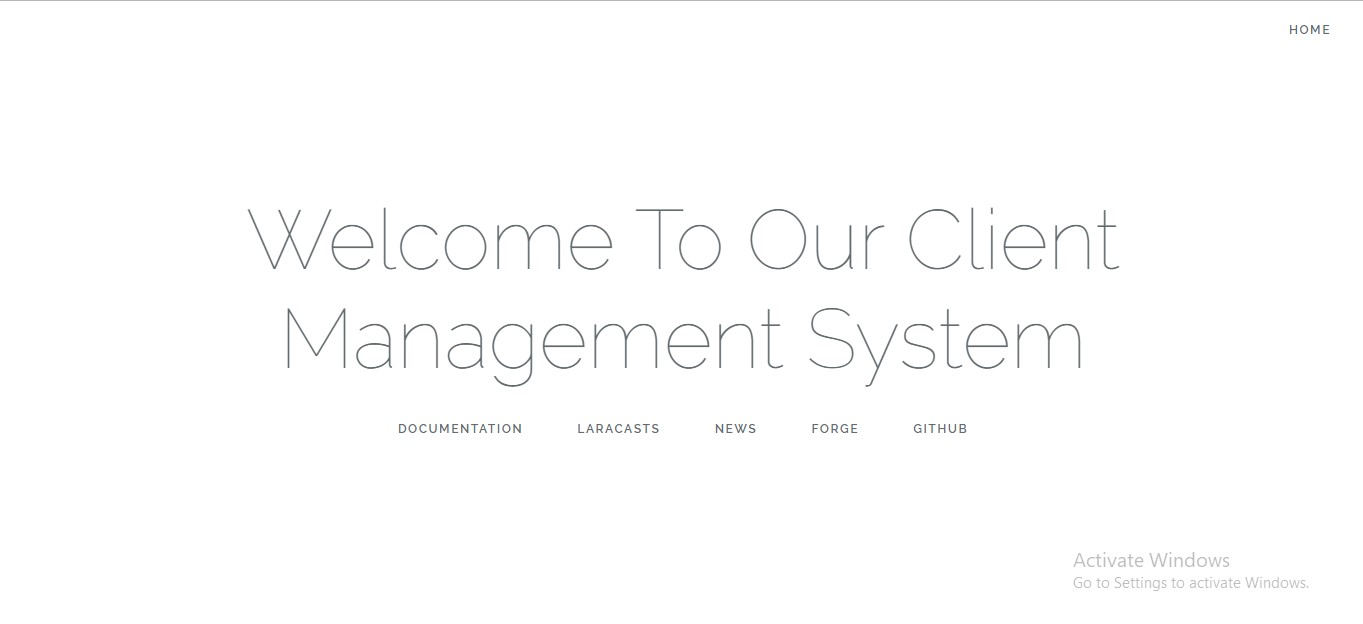 HOME
Welcome To Our Client
Management System
DOCUMENTATION LARACASTS NEWS FORGE GITHUB
Activate Windows
Go to Settings to activate Windows.